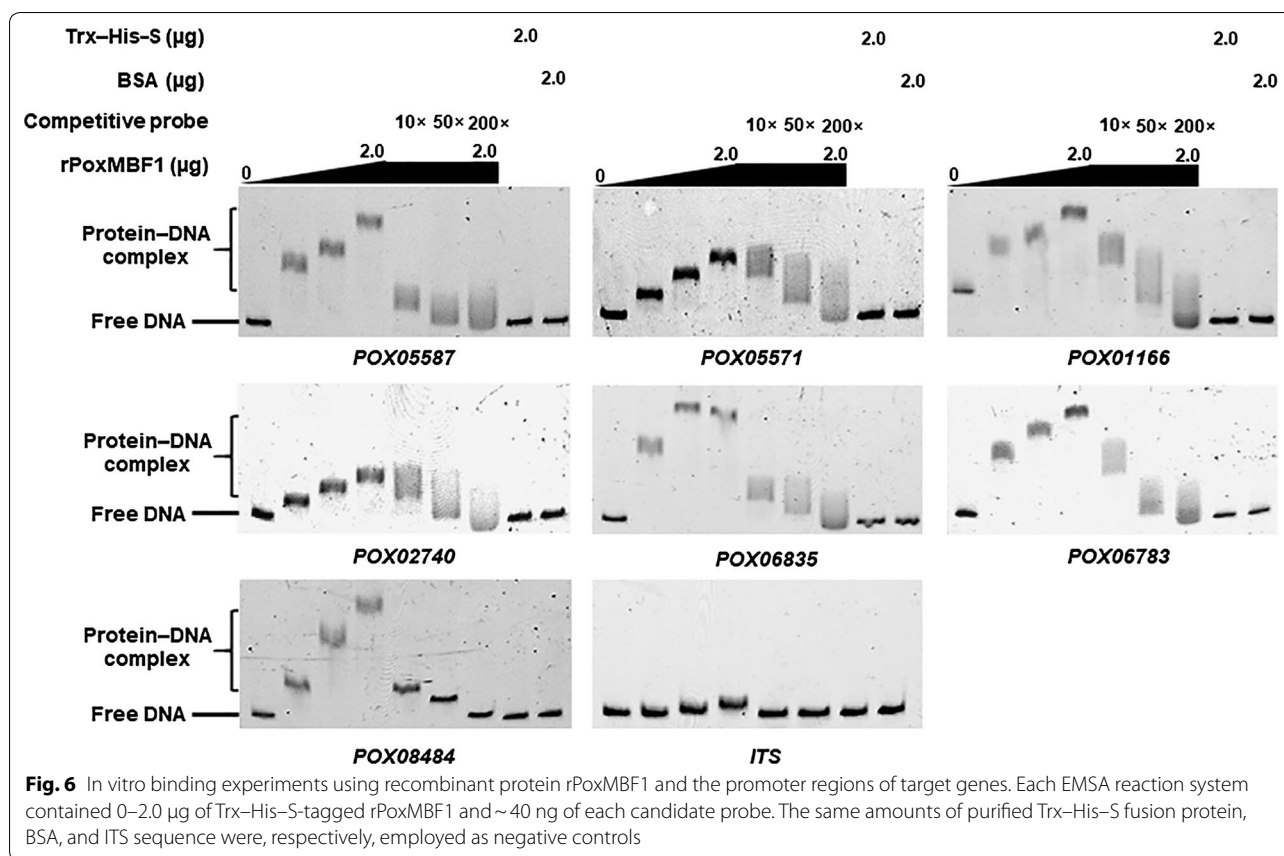 Trx–His–S (µg) 2.0 2.0 2.0
BSA (µg) 2.0 2.0 2.0
Competitive probe 10× 50× 200× 10× 50× 200× 10× 50× 200×
rPoxMBF1 (µg) 0 2.0 2.0 0 2.0 2.0 0 2.0 2.0
Protein–DNA
complex
Free DNA
POX05587 POX05571 POX01166
Protein–DNA
complex
Free DNA
POX02740 POX06835 POX06783
Protein–DNA
complex
Free DNA
POX08484 ITS
Fig. 6 In vitro binding experiments using recombinant protein rPoxMBF1 and the promoter regions of target genes. Each EMSA reaction system
contained 0–2.0 µg of Trx–His–S-tagged rPoxMBF1 and ~ 40 ng of each candidate probe. The same amounts of purified Trx–His–S fusion protein,
BSA, and ITS sequence were, respectively, employed as negative controls